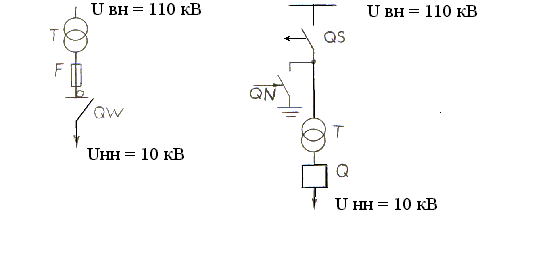 U вн = 110 кВ
T
F
QW
Uнн = 10 кВ
U вн = 110 кВ
QS
QN
T
Q
U нн = 10 кВ